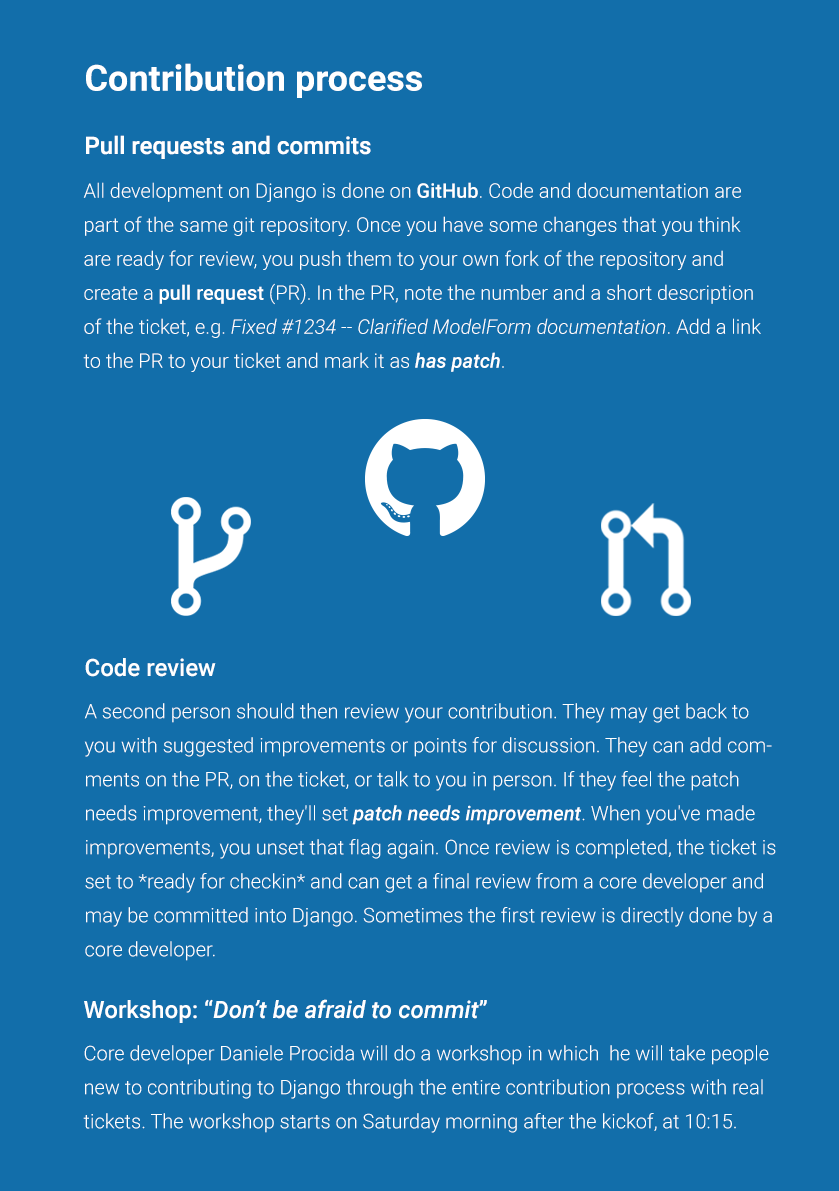 Contribution process
Pull requests and commits
All development on Django is done on GitHub. Code and documentation are
part of the same git repository. Once you have some changes that you think
are ready for review, you push them to your own fork of the repository and
create a pull request (PR). In the PR, note the number and a short description
of the ticket, e.g. Fixed #1234 -- Clarified ModelForm documentation. Add a link
to the PR to your ticket and mark it as has patch.
Code review
A second person should then review your contribution. They may get back to
you with suggested improvements or points for discussion. They can add com-
ments on the PR, on the ticket, or talk to you in person. If they feel the patch
needs improvement, they'll set patch needs improvement. When you've made
improvements, you unset that flag again. Once review is completed, the ticket is
set to *ready for checkin* and can get a final review from a core developer and
may be committed into Django. Sometimes the first review is directly done by a
core developer.
Workshop: “Don’t be afraid to commit”
Core developer Daniele Procida will do a workshop in which  he will take people
new to contributing to Django through the entire contribution process with real
tickets. The workshop starts on Saturday morning after the kickof, at 10:15.